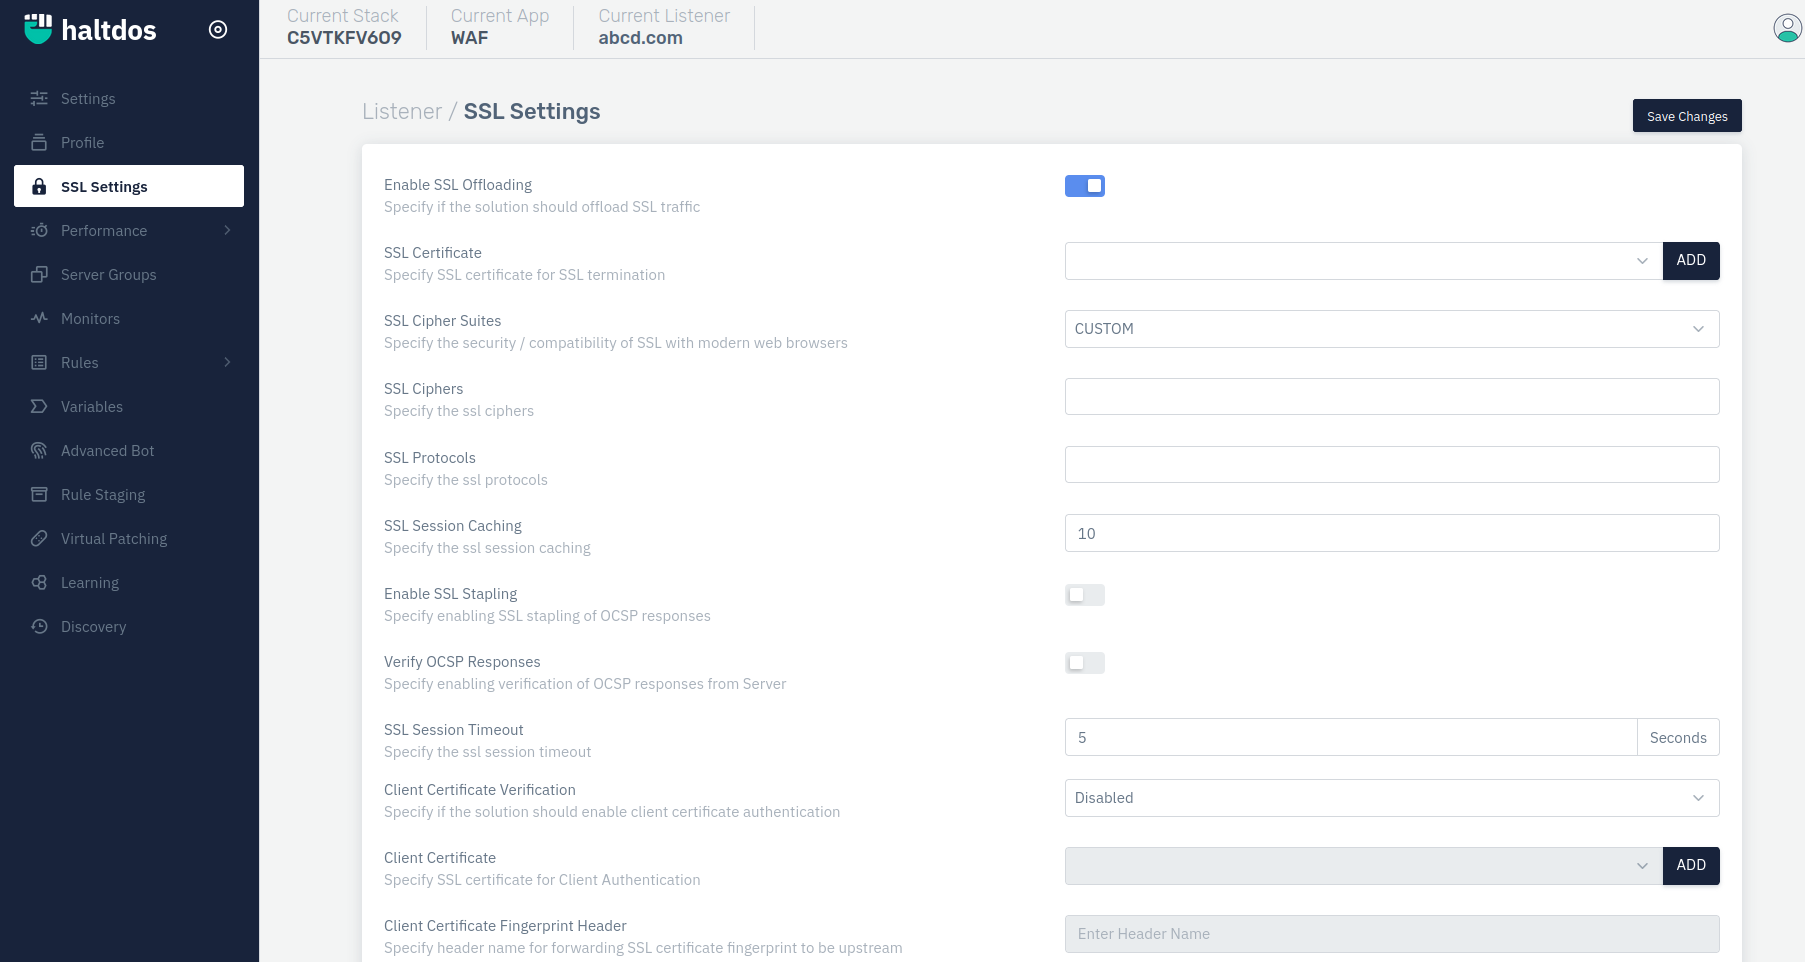 haltdos
Current Stack
C5VTKFV6O9
Current App
WAF
Current Listener
abcd.com
Settings
Profile
SSL Settings
Performance
Server Groups
Monitors
Rules
Variables
Advanced Bot
Rule Staging
Virtual Patching
Learning
Discovery
Listener / SSL Settings
Save Changes
Enable SSL Offloading
Specify if the solution should offload SSL traffic
SSL Certificate
Specify SSL certificate for SSL termination
ADD
SSL Cipher Suites
Specify the security / compatibility of SSL with modern web browsers
CUSTOM
SSL Ciphers
Specify the ssl ciphers
SSL Protocols
Specify the ssl protocols
SSL Session Caching
Specify the ssl session caching
10
Enable SSL Stapling
Specify enabling SSL stapling of OCSP responses
Verify OCSP Responses
Specify enabling verification of OCSP responses from Server
SSL Session Timeout
Specify the ssl session timeout
5
Seconds
Client Certificate Verification
Specify if the solution should enable client certificate authentication
Disabled
Client Certificate
Specify SSL certificate for Client Authentication
ADD
Client Certificate Fingerprint Header
Specify header name for forwarding SSL certificate fingerprint to be upstream
Enter Header Name